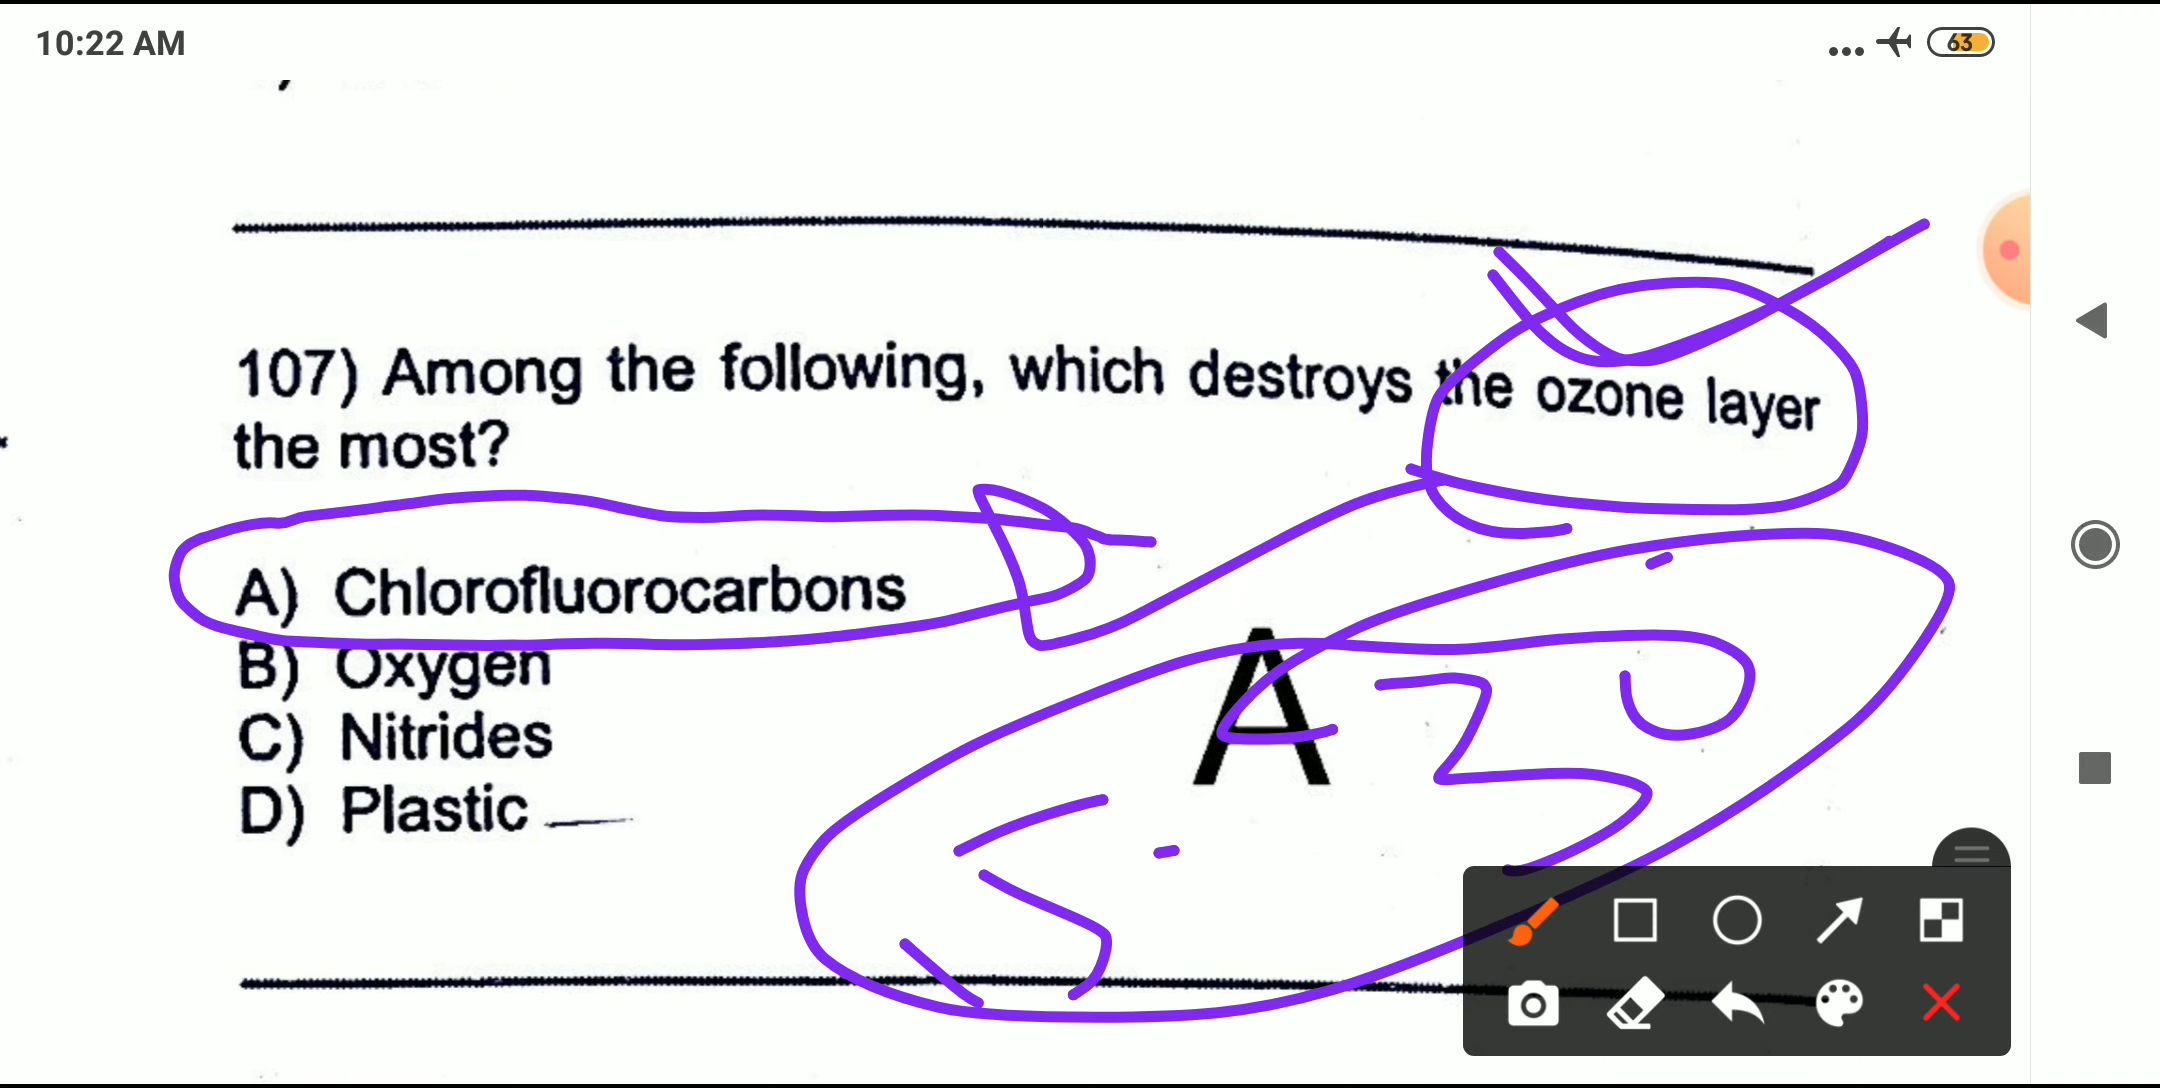 10:22 AM
63
107) Among the following, which destroys the ozone layer
the most?
A) Chlorofluorocarbons
B) Oxygen
C) Nitrides
D) Plastic
A